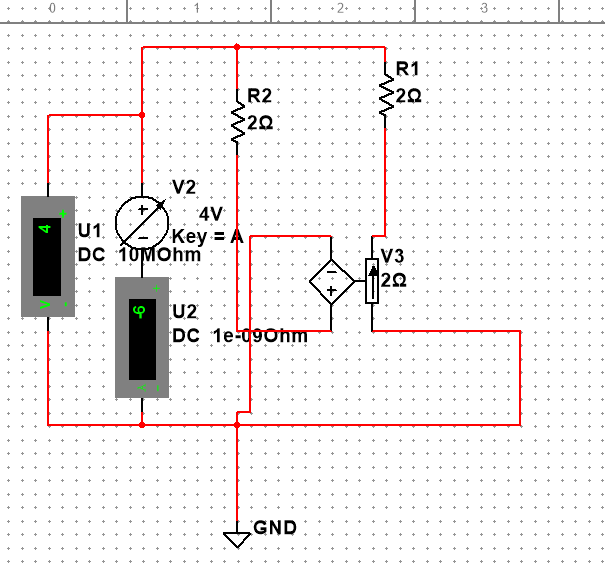 0 1 2 3
R1
2Ω
R2
2Ω
V2
4V
Key = A
+
4
V
-
U1
DC 10MOhm
+
-
V3
2Ω
-
+
+
-6
A
-
U2
DC 1e-09Ohm
GND